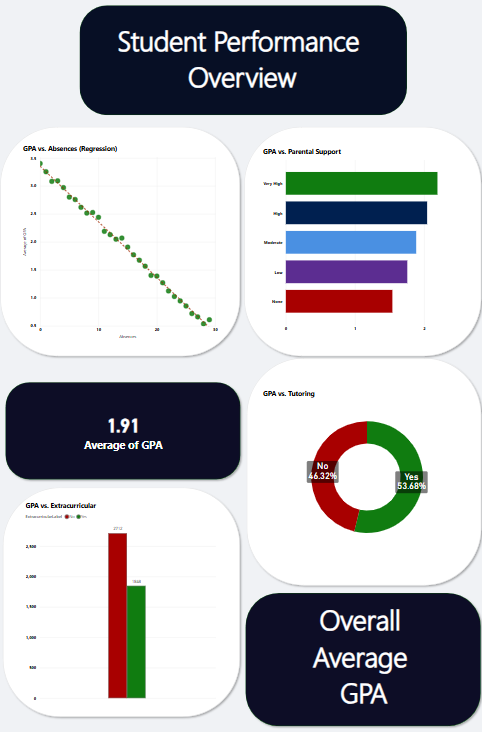 Student Performance
Overview
GPA vs. Absences (Regression)
3.5
3.0
2.5
2.0
1.5
1.0
0.5
Average of GPA
0
10
20
30
Absences
GPA vs. Parental Support
Very High
High
Moderate
Low
None
0
1
2
1.91
Average of GPA
GPA vs. Tutoring
No
46.32%
Yes
53.68%
GPA vs. Extracurricular
ExtracurricularLabel No Yes
2,500
2,000
1,500
1,000
500
0
2712
1848
Overall
Average
GPA